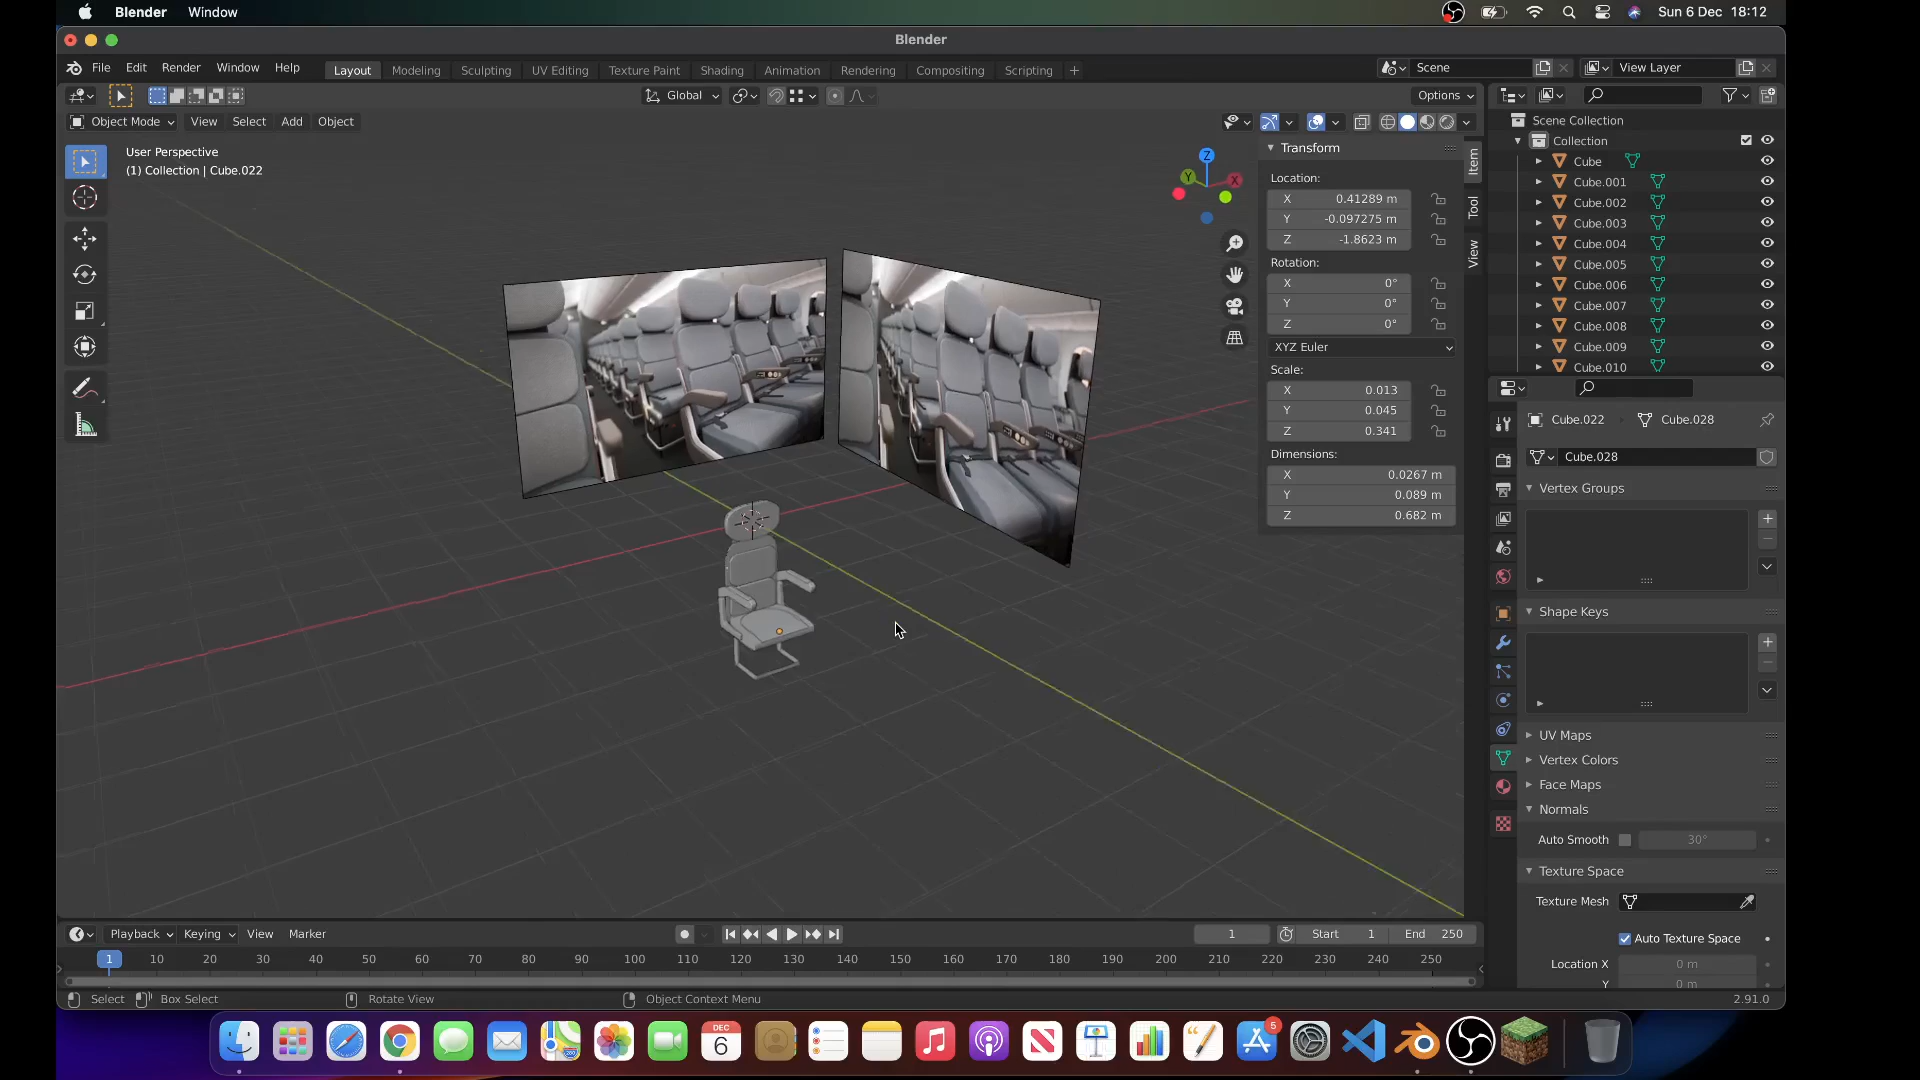 Blender Window Sun 6 Dec 18:12
Blender
File Edit Render Window Help Layout Modeling Sculpting UV Editing Texture Paint Shading Animation Rendering Compositing Scripting + Scene View Layer
Global Options
Object Mode View Select Add Object
User Perspective
(1) Collection | Cube.022
Z
Y
X
Transform
Location:
X 0.41289 m
Y -0.097275 m
Z -1.8623 m
Rotation:
X 0°
Y 0°
Z 0°
XYZ Euler
Scale:
X 0.013
Y 0.045
Z 0.341
Dimensions:
X 0.0267 m
Y 0.089 m
Z 0.682 m
Item
Tool
View
Scene Collection
Collection
Cube
Cube.001
Cube.002
Cube.003
Cube.004
Cube.005
Cube.006
Cube.007
Cube.008
Cube.009
Cube.010
Cube.022 Cube.028
Cube.028
Vertex Groups
Shape Keys
UV Maps
Vertex Colors
Face Maps
Normals
Auto Smooth 30°
Texture Space
Texture Mesh
Auto Texture Space
Location X 0 m
Y 0 m
Playback Keying View Marker 1 Start 1 End 250
1 10 20 30 40 50 60 70 80 90 100 110 120 130 140 150 160 170 180 190 200 210 220 230 240 250
Select Box Select Rotate View Object Context Menu 2.91.0
DEC
6
5